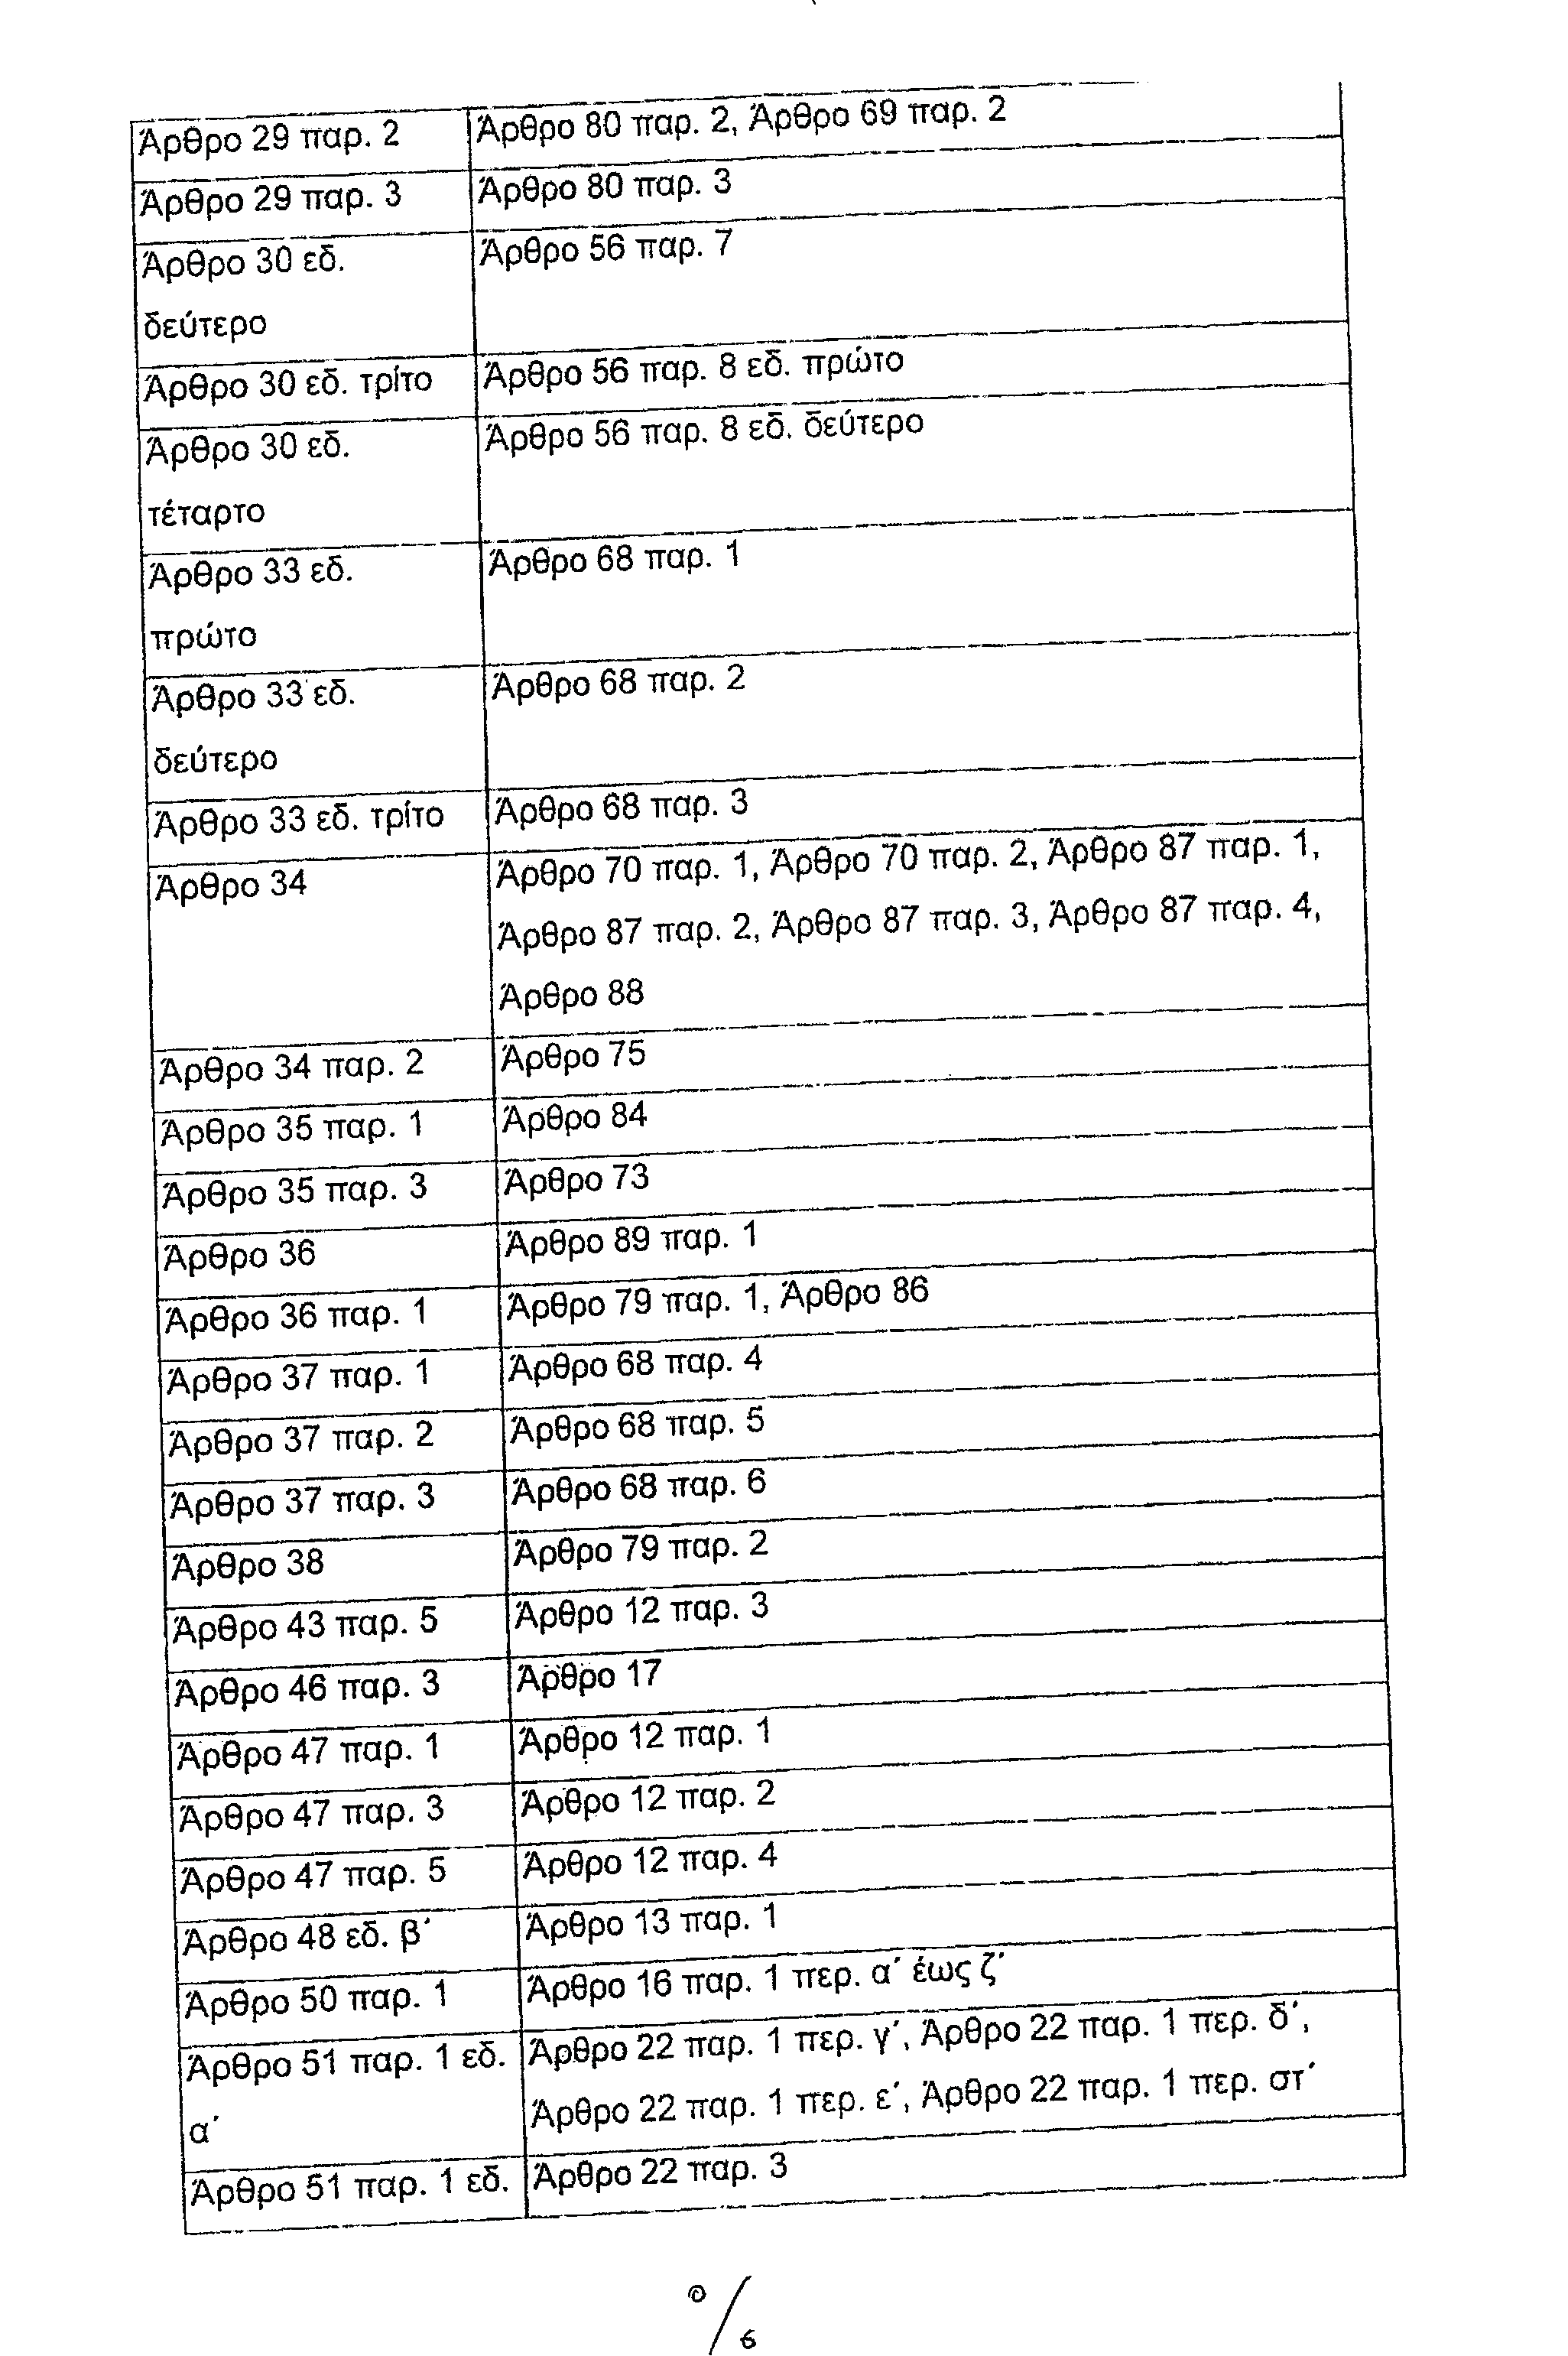 Άρθρο 29 παρ. 2 Άρθρο 80 παρ. 2, Άρθρο 69 παρ. 2
Άρθρο 29 παρ. 3 Άρθρο 80 παρ. 3
Άρθρο 30 εδ. Άρθρο 56 παρ. 7
δεύτερο
Άρθρο 30 εδ. τρίτο Άρθρο 56 παρ. 8 εδ. πρώτο
Άρθρο 30 εδ. Άρθρο 56 παρ. 8 εδ. δεύτερο
τέταρτο
Άρθρο 33 εδ. Άρθρο 68 παρ. 1
πρώτο
Άρθρο 33 εδ. Άρθρο 68 παρ. 2
δεύτερο
Άρθρο 33 εδ. τρίτο Άρθρο 68 παρ. 3
Άρθρο 34 Άρθρο 70 παρ. 1, Άρθρο 70 παρ. 2, Άρθρο 87 παρ. 1,
Άρθρο 87 παρ. 2, Άρθρο 87 παρ. 3, Άρθρο 87 παρ. 4,
Άρθρο 88
Άρθρο 34 παρ. 2 Άρθρο 75
Άρθρο 35 παρ. 1 Άρθρο 84
Άρθρο 35 παρ. 3 Άρθρο 73
Άρθρο 36 Άρθρο 89 παρ. 1
Άρθρο 36 παρ. 1 Άρθρο 79 παρ. 1, Άρθρο 86
Άρθρο 37 παρ. 1 Άρθρο 68 παρ. 4
Άρθρο 37 παρ. 2 Άρθρο 68 παρ. 5
Άρθρο 37 παρ. 3 Άρθρο 68 παρ. 6
Άρθρο 38 Άρθρο 79 παρ. 2
Άρθρο 43 παρ. 5 Άρθρο 12 παρ. 3
Άρθρο 46 παρ. 3 Άρθρο 17
Άρθρο 47 παρ. 1 Άρθρο 12 παρ. 1
Άρθρο 47 παρ. 3 Άρθρο 12 παρ. 2
Άρθρο 47 παρ. 5 Άρθρο 12 παρ. 4
Άρθρο 48 εδ. β΄ Άρθρο 13 παρ. 1
Άρθρο 50 παρ. 1 Άρθρο 16 παρ. 1 περ. α΄ έως ζ΄
Άρθρο 51 παρ. 1 εδ. Άρθρο 22 παρ. 1 περ. γ΄, Άρθρο 22 παρ. 1 περ. δ΄,
α΄ Άρθρο 22 παρ. 1 περ. ε΄, Άρθρο 22 παρ. 1 περ. στ΄
Άρθρο 51 παρ. 1 εδ. Άρθρο 22 παρ. 3